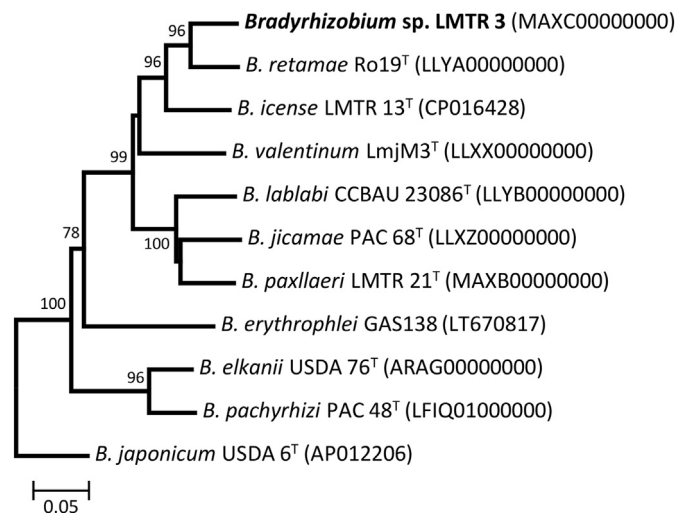 96 Bradyrhizobium sp. LMTR 3 (MAXC00000000)
96 B. retamae Ro19ᵀ (LLYA00000000)
B. icense LMTR 13ᵀ (CP016428)
99 B. valentinum LmjM3ᵀ (LLXX00000000)
B. lablabi CCBAU 23086ᵀ (LLYB00000000)
78 100 B. jicamae PAC 68ᵀ (LLXZ00000000)
B. paxllaeri LMTR 21ᵀ (MAXB00000000)
100 B. erythrophlei GAS138 (LT670817)
96 B. elkanii USDA 76ᵀ (ARAG00000000)
B. pachyrhizi PAC 48ᵀ (LFIQ01000000)
B. japonicum USDA 6ᵀ (AP012206)
0.05